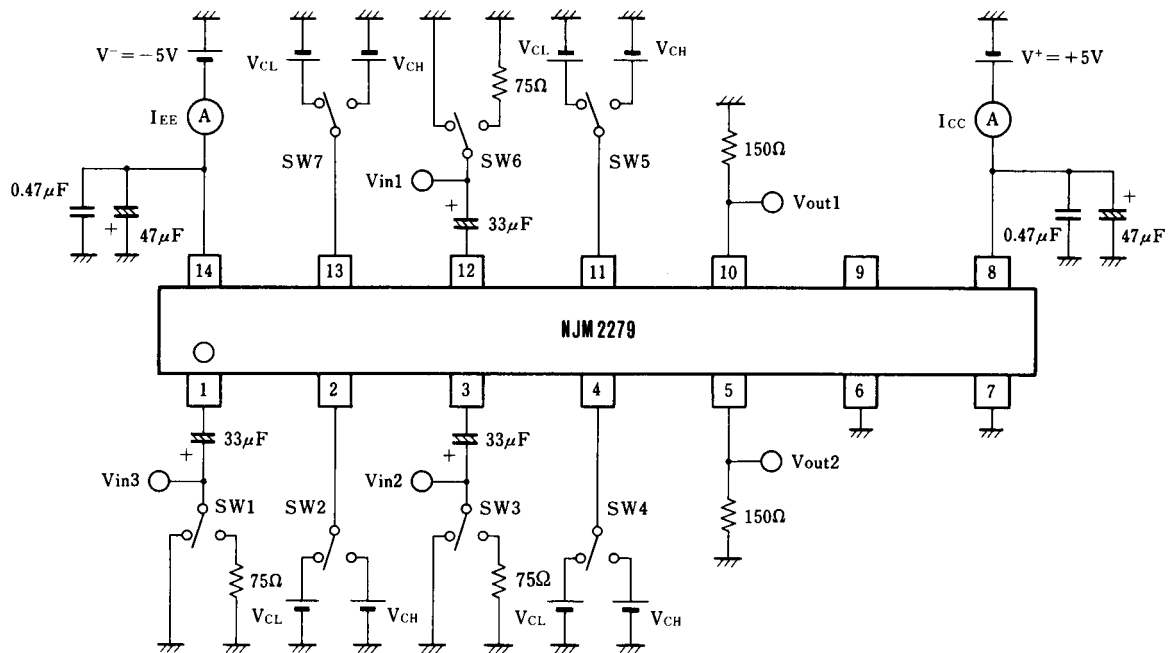 V⁻=−5V
VCL
VCH
75Ω
VCL
VCH
V⁺=+5V
IEE
A
ICC
A
SW7
SW6
SW5
150Ω
0.47μF
47μF
+
Vin1
+
33μF
Vout1
0.47μF
47μF
+
14
13
12
11
10
9
8
NJM2279
1
2
3
4
5
6
7
33μF
+
33μF
+
Vin3
Vin2
Vout2
SW1
SW2
SW3
SW4
150Ω
75Ω
75Ω
VCL
VCH
VCL
VCH